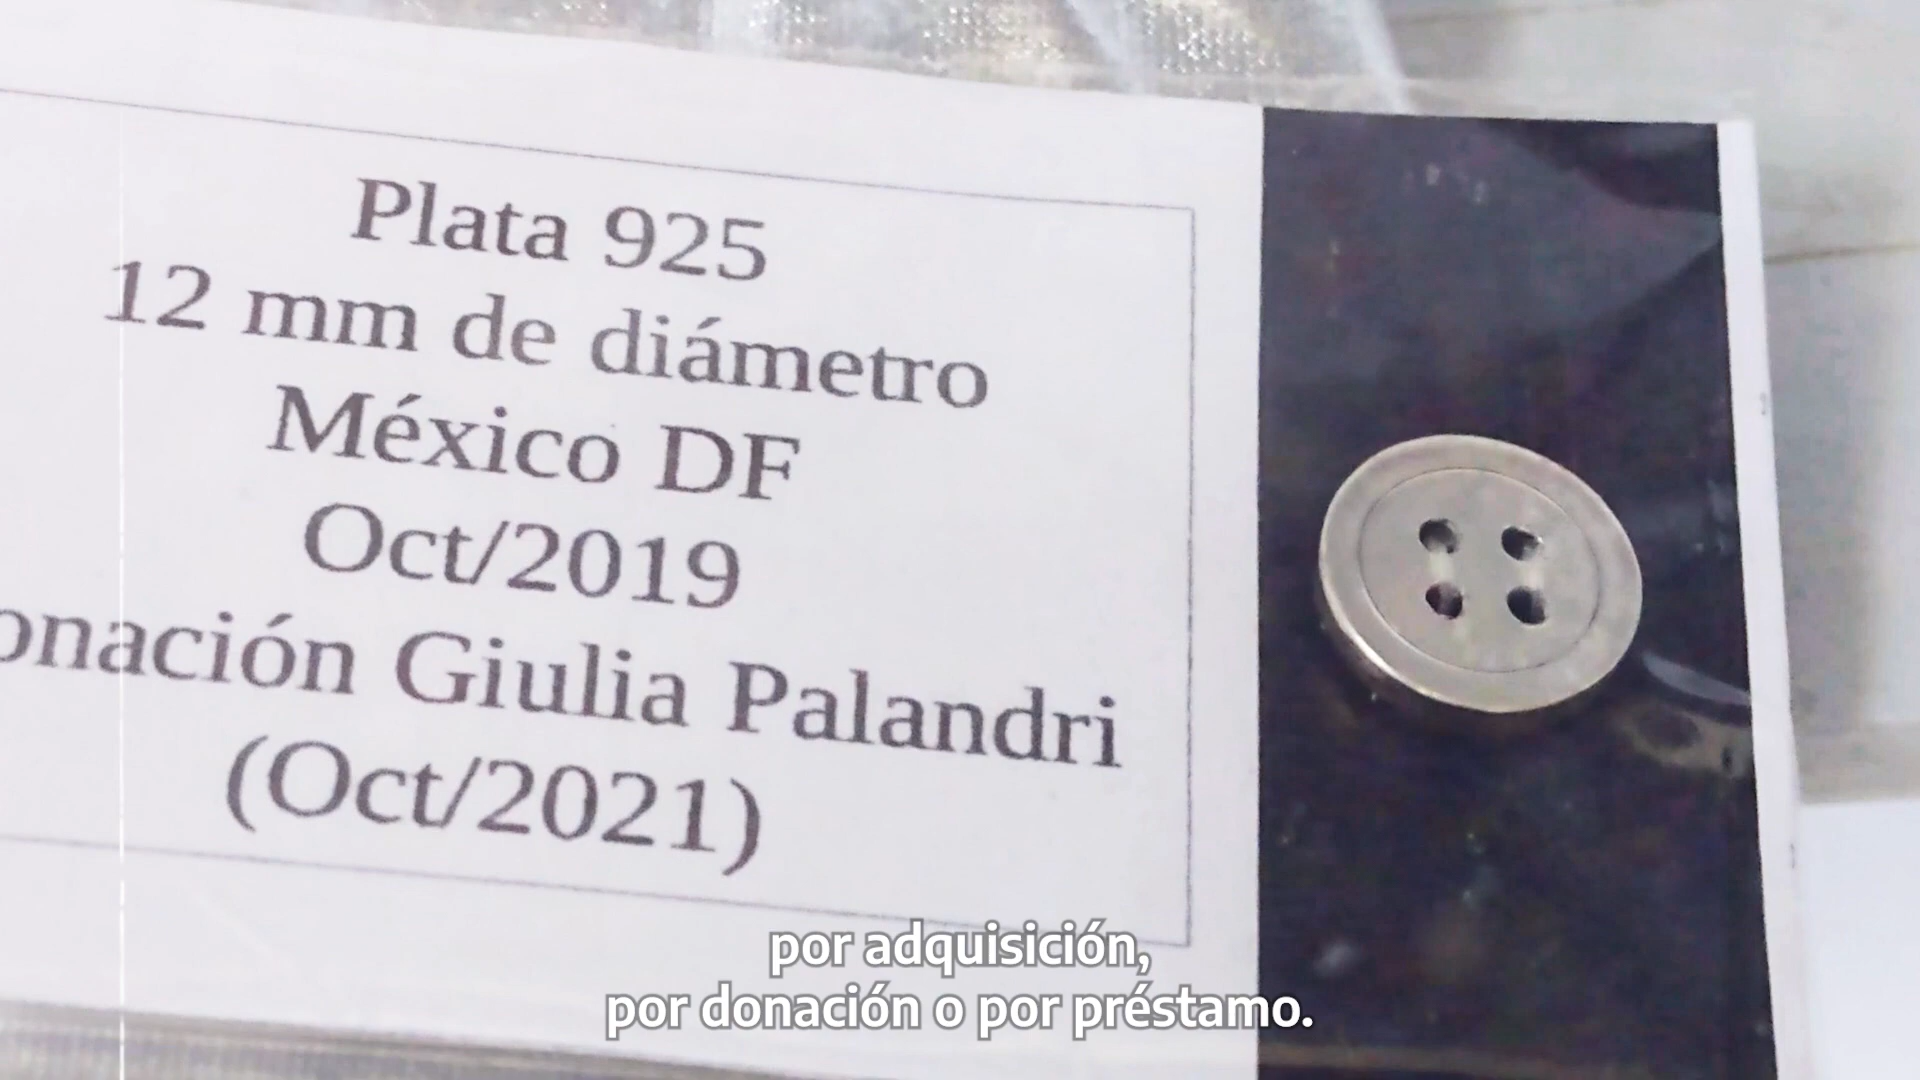 Plata 925
12 mm de diámetro
México DF
Oct/2019
onación Giulia Palandri
(Oct/2021)
por adquisición,
por donación o por préstamo.